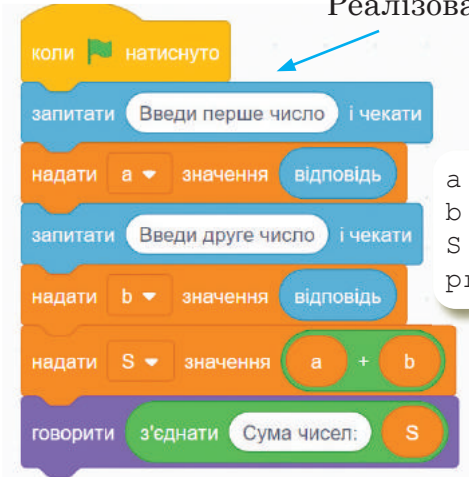 Реалізова
коли натиснуто
запитати Введи перше число і чекати
надати a значення відповідь
запитати Введи друге число і чекати
надати b значення відповідь
надати S значення a + b
говорити з'єднати Сума чисел: S
a
b
S
pr